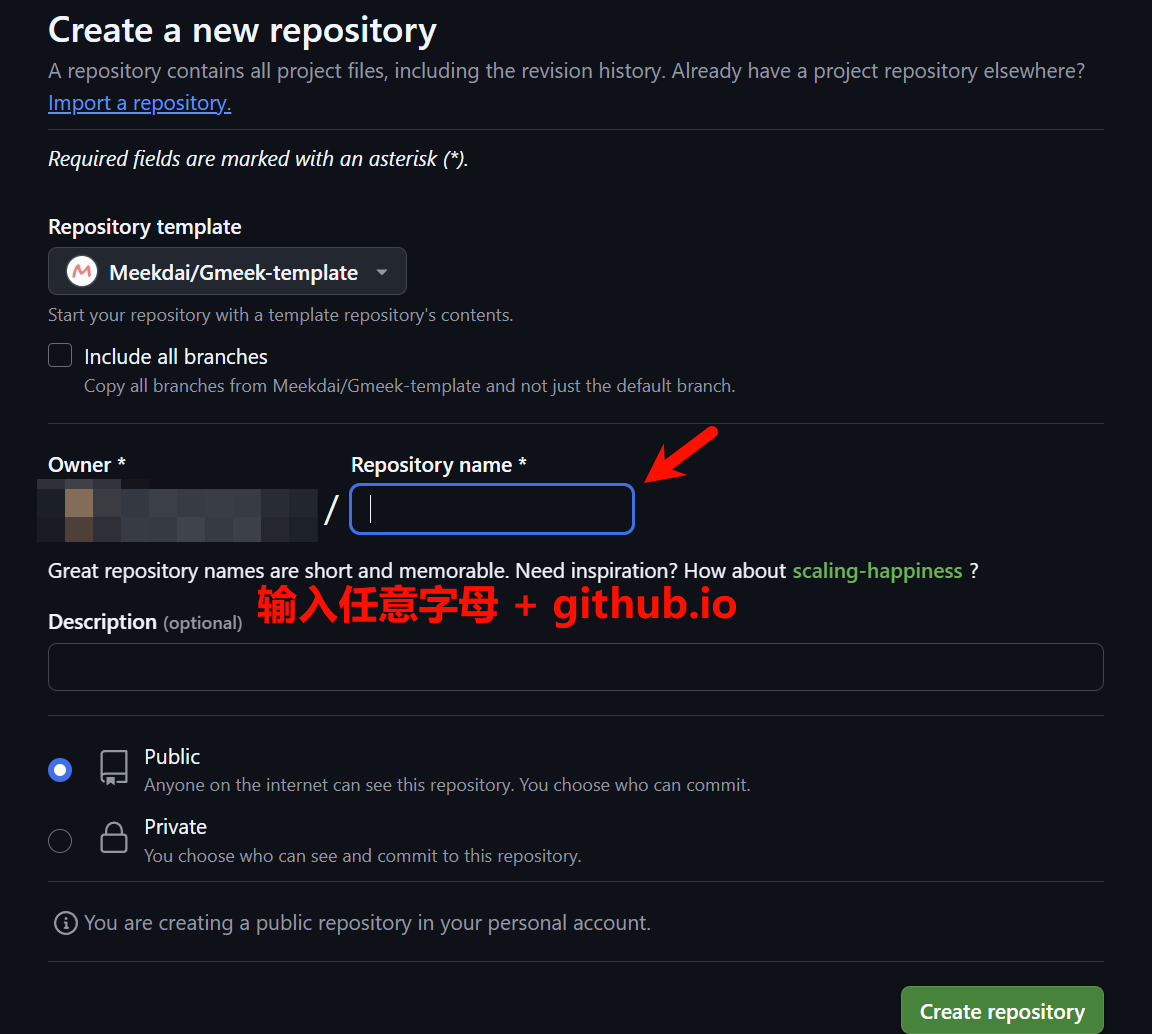 Create a new repository
A repository contains all project files, including the revision history. Already have a project repository elsewhere?
Import a repository.
Required fields are marked with an asterisk (*).
Repository template
Meekdai/Gmeek-template
Start your repository with a template repository's contents.
Include all branches
Copy all branches from Meekdai/Gmeek-template and not just the default branch.
Owner * Repository name *
/
Great repository names are short and memorable. Need inspiration? How about scaling-happiness ?
输入任意字母 + github.io
Description (optional)
Public
Anyone on the internet can see this repository. You choose who can commit.
Private
You choose who can see and commit to this repository.
You are creating a public repository in your personal account.
Create repository